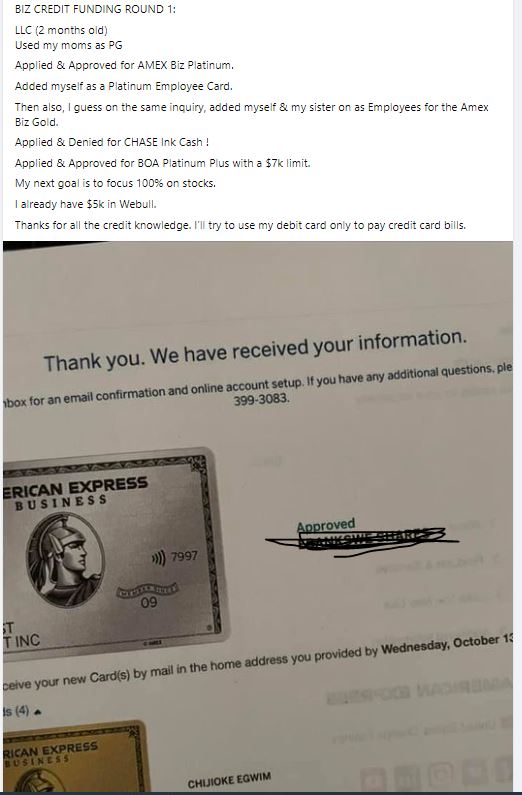 BIZ CREDIT FUNDING ROUND 1:
LLC (2 months old)
Used my moms as PG
Applied & Approved for AMEX Biz Platinum.
Added myself as a Platinum Employee Card.
Then also, I guess on the same inquiry, added myself & my sister on as Employees for the Amex
Biz Gold.
Applied & Denied for CHASE Ink Cash !
Applied & Approved for BOA Platinum Plus with a $7k limit.
My next goal is to focus 100% on stocks.
I already have $5k in Webull.
Thanks for all the credit knowledge. I'll try to use my debit card only to pay credit card bills.
Thank you. We have received your information.
nbox for an email confirmation and online account setup. If you have any additional questions, ple
399-3083.
ERICAN EXPRESS
BUSINESS
7997
MEMBER SINCE
09
Approved
ST
T INC
ceive your new Card(s) by mail in the home address you provided by Wednesday, October 13
ds (4)
RICAN EXPRESS
BUSINESS
CHIJIOKE EGWIM